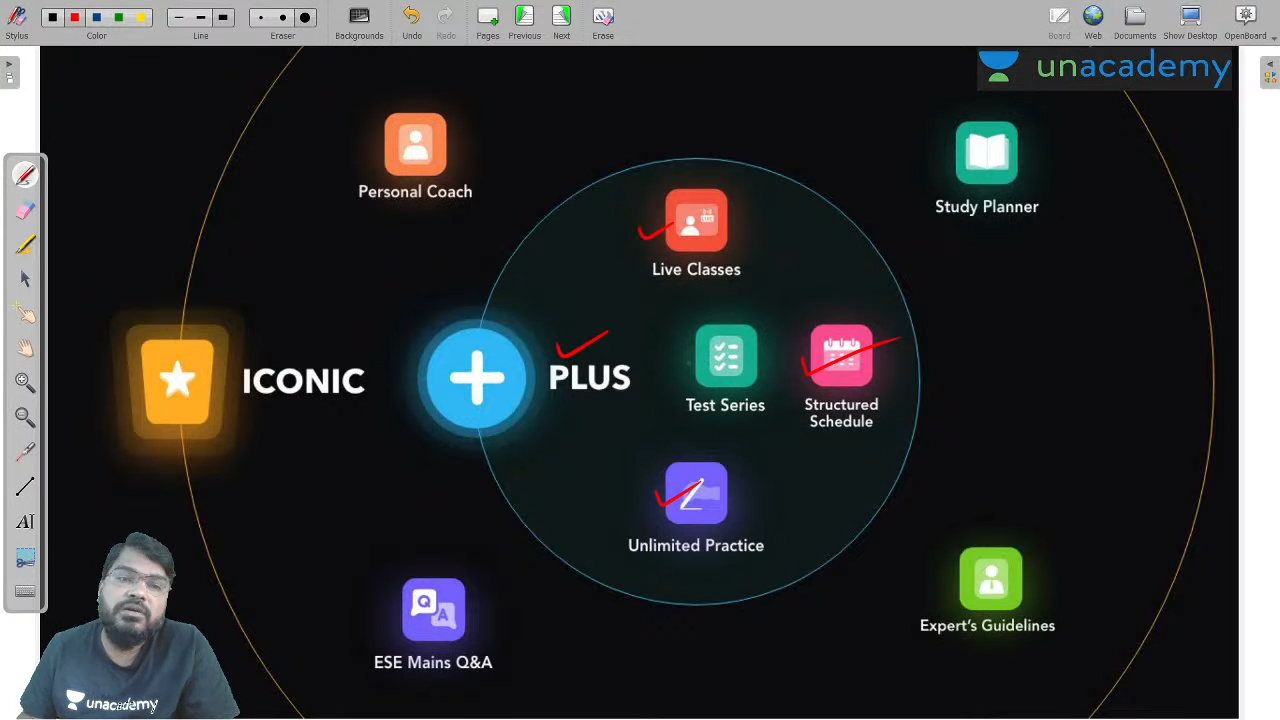 Stylus
Color
Line
Eraser
Backgrounds
Undo
Redo
Pages
Previous
Next
Erase
Board
Web
Documents
Show Desktop
OpenBoard
unacademy
Personal Coach
Study Planner
Live Classes
ICONIC
PLUS
Test Series
Structured
Schedule
Unlimited Practice
Q
A
ESE Mains Q&A
Expert's Guidelines
AI
unacademy